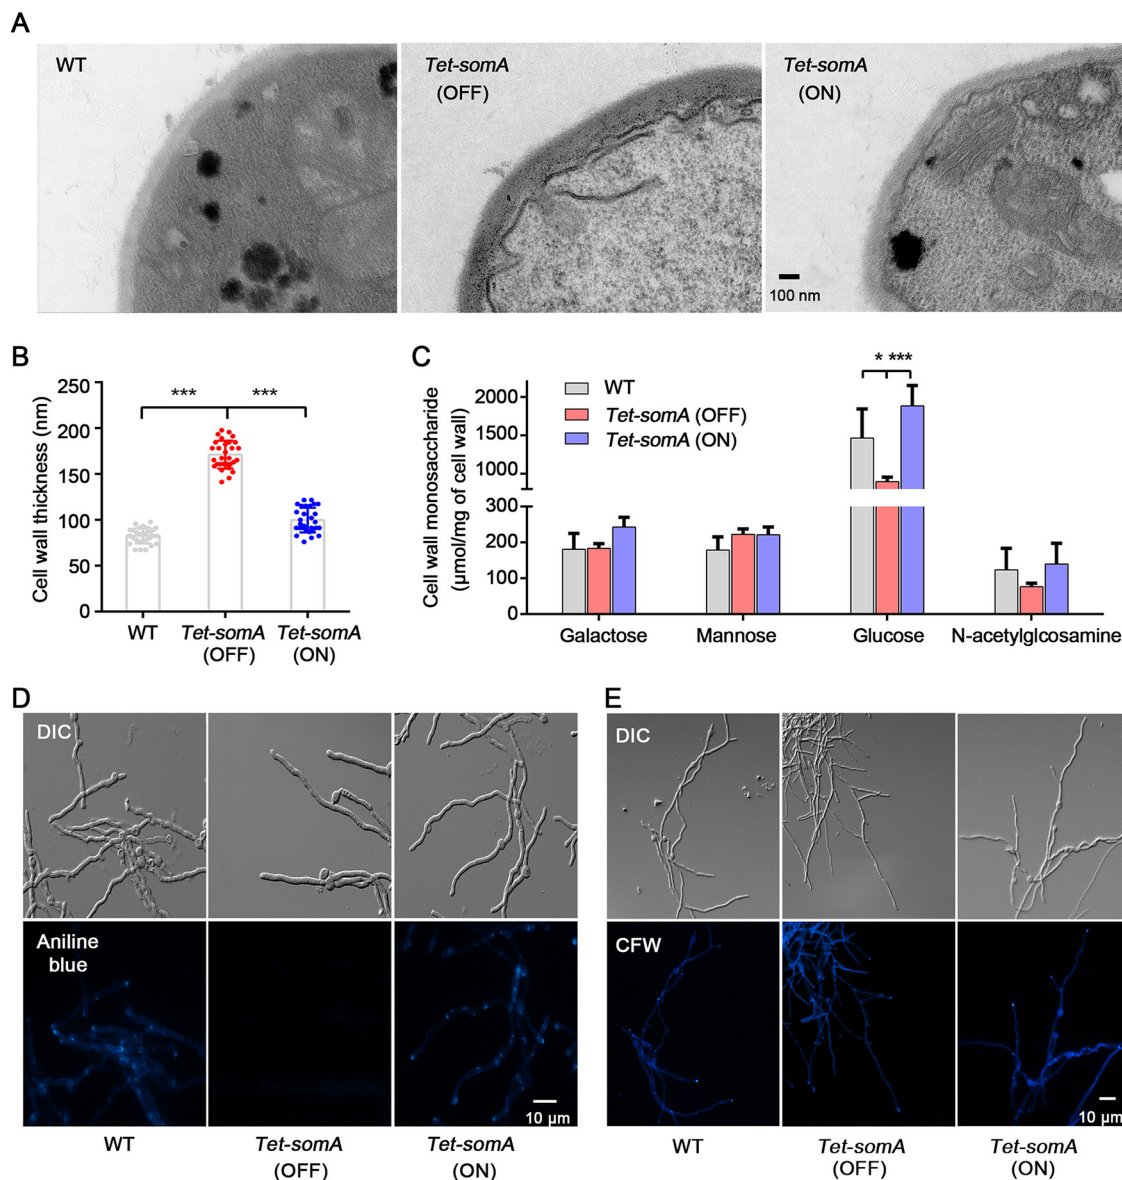 A
WT
Tet-somA
(OFF)
Tet-somA
(ON)
100 nm
B
Cell wall thickness (nm)
250
200
150
100
50
0
*** ***
WT
Tet-somA
(OFF)
Tet-somA
(ON)
C
Cell wall monosaccharide
(µmol/mg of cell wall)
2000
1500
1000
300
200
100
0
WT
Tet-somA (OFF)
Tet-somA (ON)
* ***
Galactose
Mannose
Glucose
N-acetylglcosamine
D
DIC
Aniline
blue
10 µm
WT
Tet-somA
(OFF)
Tet-somA
(ON)
E
DIC
CFW
10 µm
WT
Tet-somA
(OFF)
Tet-somA
(ON)